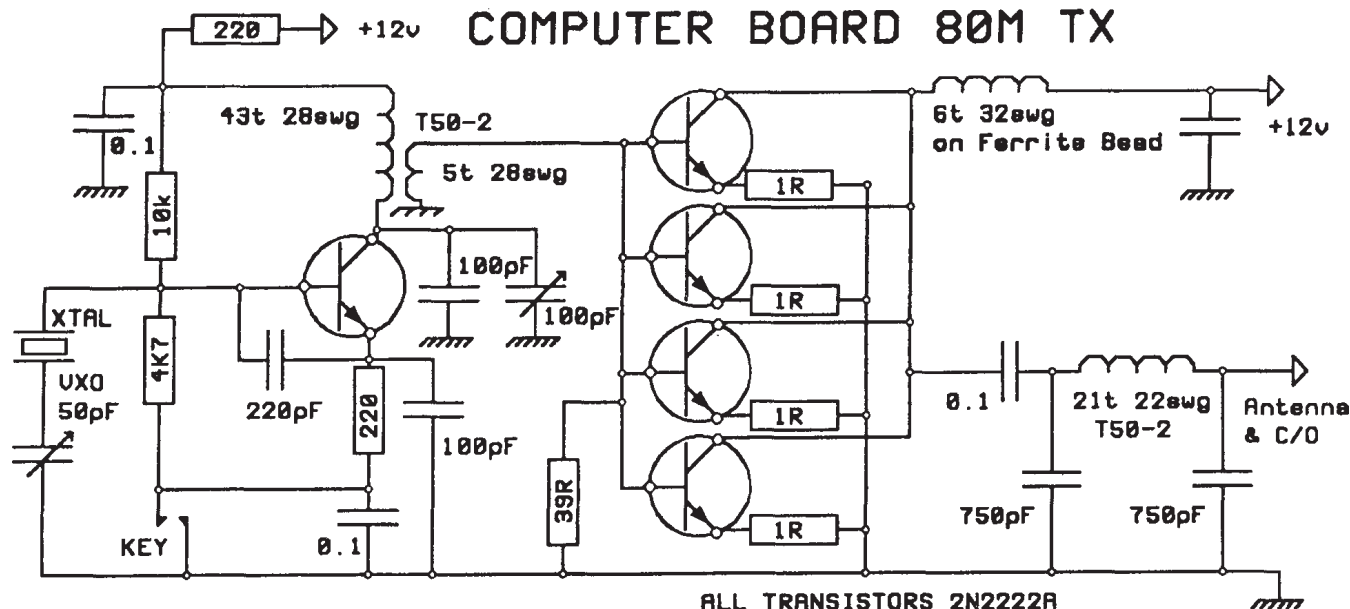 COMPUTER BOARD 80M TX
220
+12v
0.1
43t 28swg
T50-2
5t 28swg
6t 32swg
on Ferrite Bead
+12v
10k
1R
100pF
100pF
1R
XTAL
VXO
50pF
4K7
220pF
220
100pF
1R
0.1
21t 22swg
T50-2
Antenna
& C/O
39R
750pF
750pF
KEY
0.1
1R
ALL TRANSISTORS 2N2222A